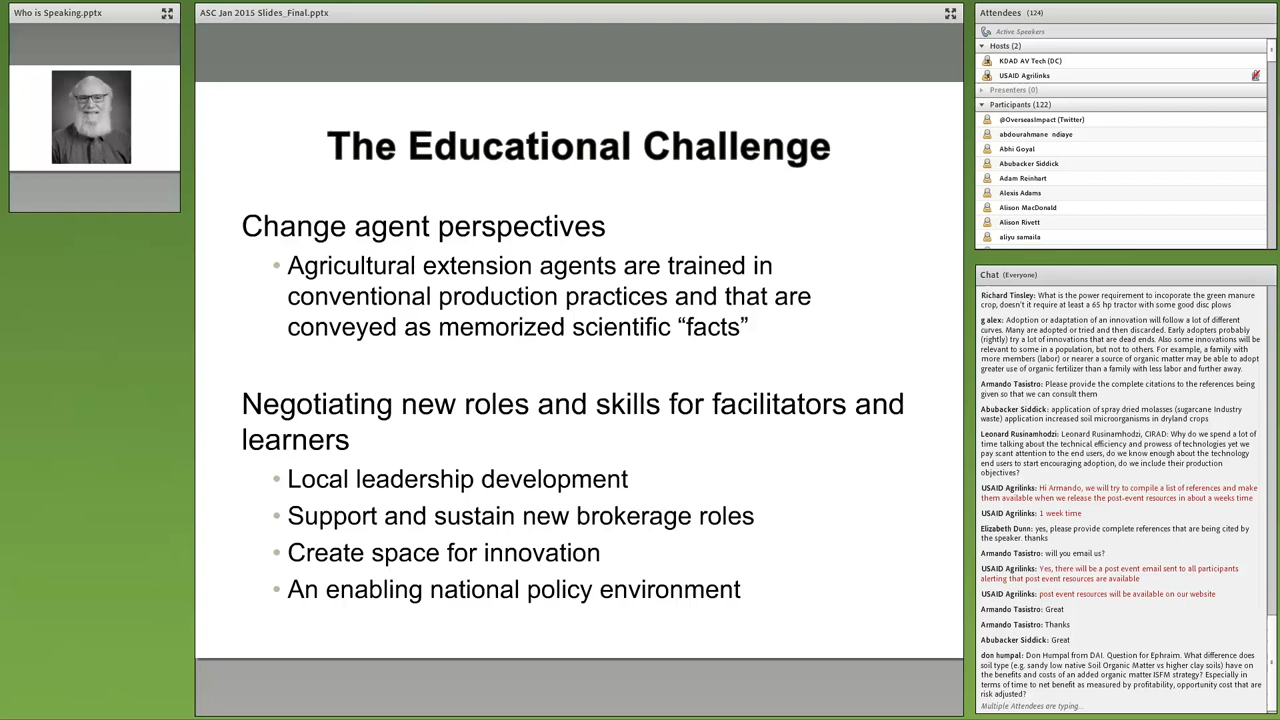 Who is Speaking.pptx
ASC Jan 2015 Slides_Final.pptx
The Educational Challenge
Change agent perspectives
• Agricultural extension agents are trained in
conventional production practices and that are
conveyed as memorized scientific “facts”
Negotiating new roles and skills for facilitators and
learners
• Local leadership development
• Support and sustain new brokerage roles
• Create space for innovation
• An enabling national policy environment
Attendees (124)
Active Speakers
Hosts (2)
KDAD AV Tech (DC)
USAID Agrilinks
Presenters (0)
Participants (122)
@OverseasImpact (Twitter)
abdourahmane ndiaye
Abhi Goyal
Abubacker Siddick
Adam Reinhart
Alexis Adams
Alison MacDonald
Alison Rivett
aliyu samaila
Chat (Everyone)
Richard Tinsley: What is the power requirement to incoporate the green manure
crop, doesn't it require at least a 65 hp tractor with some good disc plows
g alex: Adoption or adaptation of an innovation will follow a lot of different
curves. Many are adopted or tried and then discarded. Early adopters probably
(rightly) try a lot of innovations that are dead ends. Also some innovations will be
relevant to some in a population, but not to others. For example, a family with
more members (labor) or nearer a source of organic matter may be able to adopt
greater use of organic fertilizer than a family with less labor and further away.
Armando Tasistro: Please provide the complete citations to the references being
given so that we can consult them
Abubacker Siddick: application of spray dried molasses (sugarcane Industry
waste) application increased soil microorganisms in dryland crops
Leonard Rusinamhodzi: Leonard Rusinamhodzi, CIRAD: Why do we spend a lot of
time talking about the technical efficiency and prowess of technologies yet we
pay scant attention to the end users, do we know enough about the technology
end users to start encouraging adoption, do we include their production
objectives?
USAID Agrilinks: Hi Armando, we will try to compile a list of references and make
them available when we release the post-event resources in about a weeks time
USAID Agrilinks: 1 week time
Elizabeth Dunn: yes, please provide complete references that are being cited by
the speaker. thanks
Armando Tasistro: will you email us?
USAID Agrilinks: Yes, there will be a post event email sent to all participants
alerting that post event resources are available
USAID Agrilinks: post event resources will be available on our website
Armando Tasistro: Great
Armando Tasistro: Thanks
Abubacker Siddick: Great
don humpal: Don Humpal from DAI. Question for Ephraim. What difference does
soil type (e.g. sandy low native Soil Organic Matter vs higher clay soils) have on
the benefits and costs of an added organic matter ISFM strategy? Especially in
terms of time to net benefit as measured by profitability, opportunity cost that are
risk adjusted?
Multiple Attendees are typing...